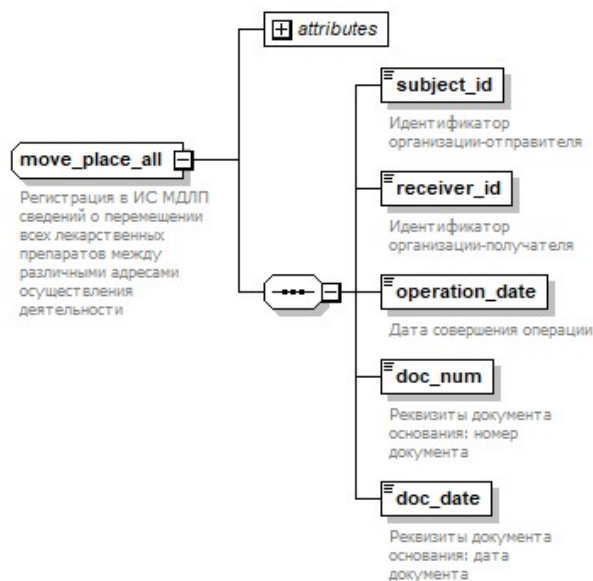 attributes
subject_id
Идентификатор
организации-отправителя
move_place_all
Регистрация в ИС МДЛП
сведений о перемещении
всех лекарственных
препаратов между
различными адресами
осуществления
деятельности
receiver_id
Идентификатор
организации-получателя
operation_date
Дата совершения операции
doc_num
Реквизиты документа
основания: номер
документа
doc_date
Реквизиты документа
основания: дата
документа